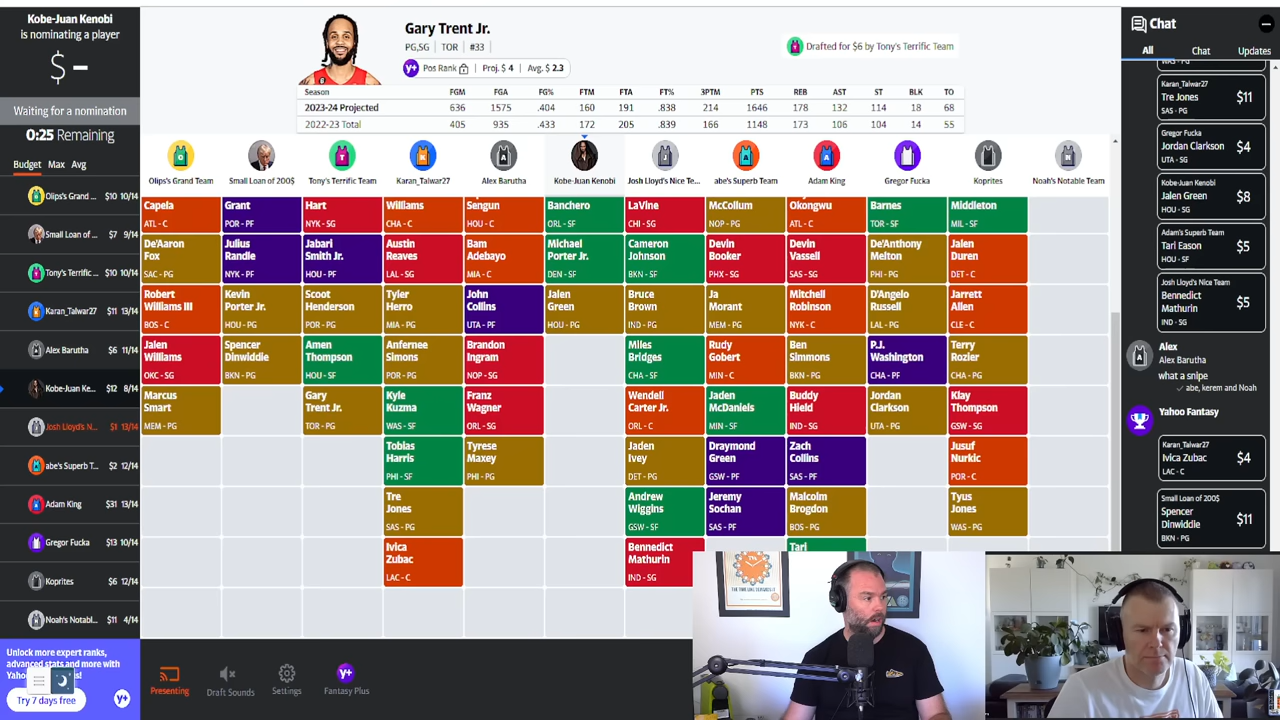 Kobe-Juan Kenobi
is nominating a player
$ –
Waiting for a nomination
0:25 Remaining
Budget Max Avg
Olips's Grand ... $10 10/14
Small Loan of ... $7 9/14
Tony's Terrific ... $10 10/14
Karan_Talwar27 $11 13/14
Alex Barutha $6 11/14
Kobe-Juan Ke... $12 8/14
Josh Lloyd's N... $1 13/14
abe's Superb T... $2 12/14
Adam King $31 13/14
Gregor Fucka $13 10/14
Koprites $6 12/14
Noah's Notabl... $11 4/14
Unlock more expert ranks,
advanced stats and more with
Try 7 days free
y+
Gary Trent Jr.
PG,SG | TOR | #33
y+ Pos Rank | Proj. $ 4 | Avg. $ 2.3
Drafted for $6 by Tony's Terrific Team
Season FGM FGA FG% FTM FTA FT% 3PTM PTS REB AST ST BLK TO
2023-24 Projected 636 1575 .404 160 191 .838 214 1646 18 132 114 18 68
2022-23 Total 405 935 .433 172 205 .839 166 1148 173 106 104 14 55
Olips's Grand Team Small Loan of 200$ Tony's Terrific Team Karan_Talwar27 Alex Barutha Kobe-Juan Kenobi Josh Lloyd's Nice Te... abe's Superb Team Adam King Gregor Fucka Koprites Noah's Notable Team
Capela Grant Hart Williams Sengun Banchero LaVine McCollum Okongwu Barnes Middleton
ATL - C POR - PF NYK - SG CHA - C HOU - C ORL - SF CHI - SG NOP - SG ATL - C TOR - SF MIL - SF
De'Aaron Julius Jabari Austin Bam Michael Cameron Devin Devin De'Anthony Jalen
Fox Randle Smith Jr. Reaves Adebayo Porter Jr. Johnson Booker Vassell Melton Duren
SAC - PG NYK - PF HOU - PF LAL - SG MIA - C DEN - SF BKN - SF PHX - SG SAS - SG PHI - SG DET - C
Robert Kevin Scoot Tyler John Jalen Bruce Ja Mitchell D'Angelo Jarrett
Williams III Porter Jr. Henderson Herro Collins Green Brown Morant Robinson Russell Allen
BOS - C HOU - PG POR - PG MIA - PG UTA - PF HOU - PG IND - PG MEM - PG NYK - C LAL - PG CLE - C
Jalen Spencer Amen Anfernee Brandon Miles Rudy Ben P.J. Terry
Williams Dinwiddie Thompson Simons Ingram Bridges Gobert Simmons Washington Rozier
OKC - SG BKN - PG HOU - SF POR - PG NOP - SG CHA - SF MIN - C BKN - PG CHA - PF CHA - PG
Marcus Gary Kyle Franz Wendell Jaden Buddy Jordan Klay
Smart Trent Jr. Kuzma Wagner Carter Jr. McDaniels Hield Clarkson Thompson
MEM - PG TOR - PG WAS - SF ORL - SG ORL - C MIN - SF IND - SG UTA - PG GSW - SG
Tobias Tyrese Jaden Draymond Zach Jusuf
Harris Maxey Ivey Green Collins Nurkic
PHI - SF PHI - PG DET - PG GSW - PF SAS - PF POR - C
Tre Andrew Jeremy Malcolm Tyus
Jones Wiggins Sochan Brogdon Jones
SAS - PG GSW - SF SAS - PF BOS - PG WAS - PG
Ivica Bennedict Tari
Zubac Mathurin
LAC - C IND - SG
Presenting Draft Sounds Settings Fantasy Plus
Chat
All Chat Updates
Karan_Talwar27
Tre Jones $11
SAS - PG
Gregor Fucka
Jordan Clarkson $4
UTA - SG
Kobe-Juan Kenobi
Jalen Green $8
HOU - SG
Adam's Superb Team
Tari Eason $5
HOU - SF
Josh Lloyd's Nice Team
Bennedict
Mathurin $5
IND - SG
Alex
Alex Barutha
what a snipe
abe, kerem and Noah
Yahoo Fantasy
Karan_Talwar27
Ivica Zubac $4
LAC - C
Small Loan of 200$
Spencer
Dinwiddie $11
BKN - PG